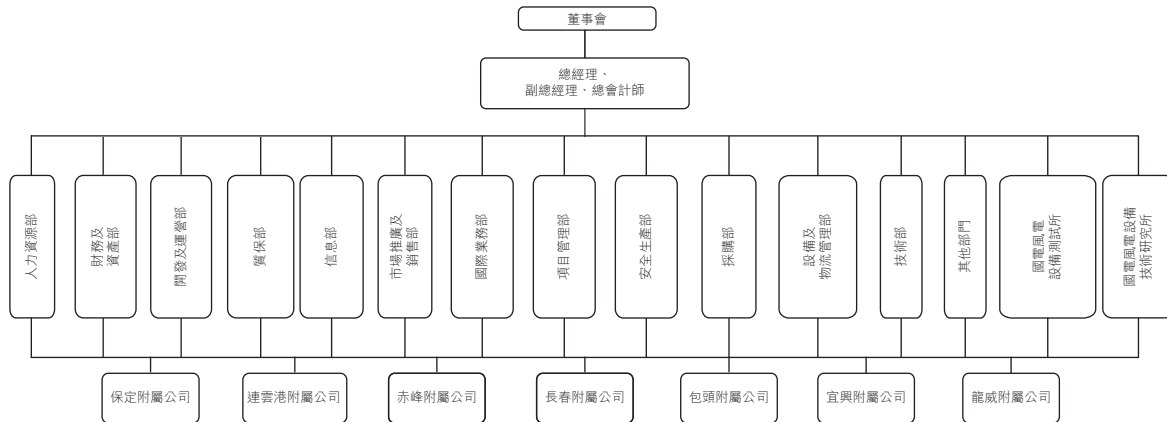 董事會
總經理、
副總經理、總會計師
人力資源部
財務及
資產部
開發及運營部
質保部
信息部
市場推廣及
銷售部
國際業務部
項目管理部
安全生產部
採購部
設備及
物流管理部
技術部
其他部門
國電風電
設備測試所
國電風電設備
技術研究所
保定附屬公司
連雲港附屬公司
赤峰附屬公司
長春附屬公司
包頭附屬公司
宜興附屬公司
龍威附屬公司